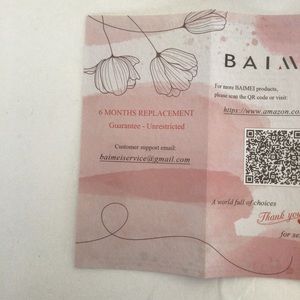 BAIM
For more BAIMEI products,
please scan the QR code or visit:
https://www.amazon.co
6 MONTHS REPLACEMENT
Guarantee - Unrestricted
Customer support email:
baimeiservice@gmail.com
A world full of choices
Thank you
for se